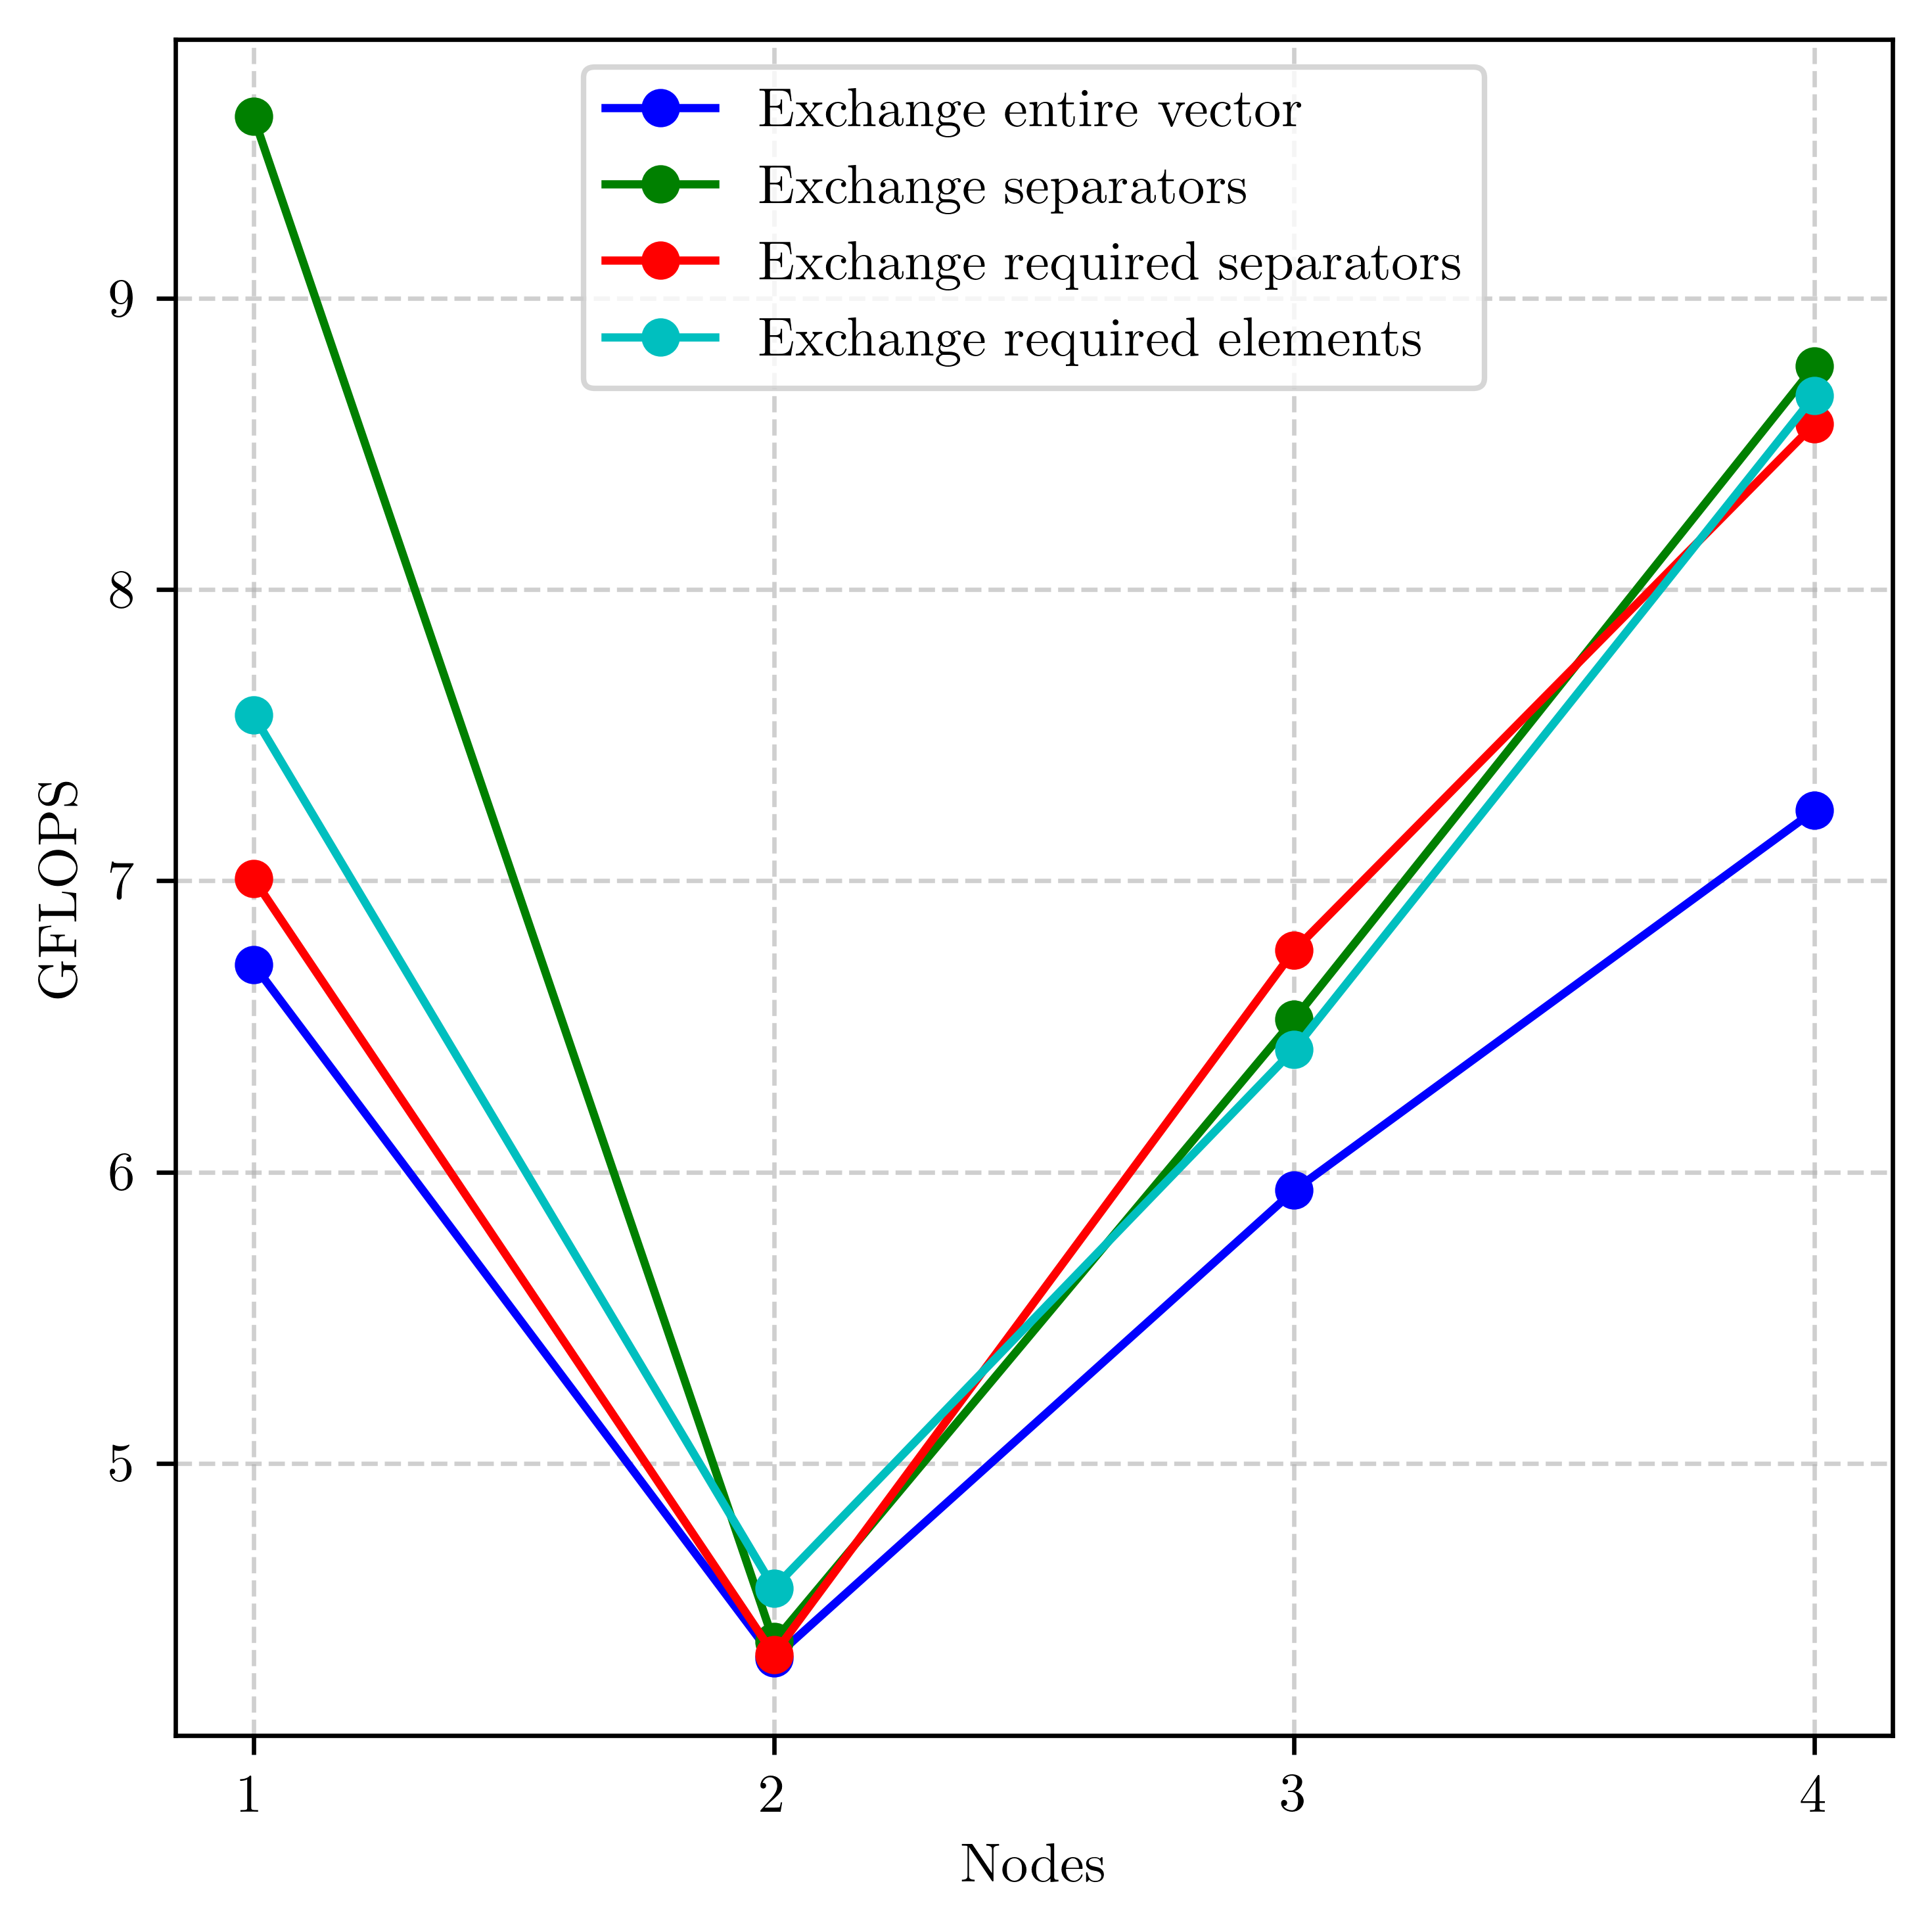 Exchange entire vector
Exchange separators
Exchange required separators
Exchange required elements
9
8
7
6
5
GFLOPS
1 2 3 4
Nodes